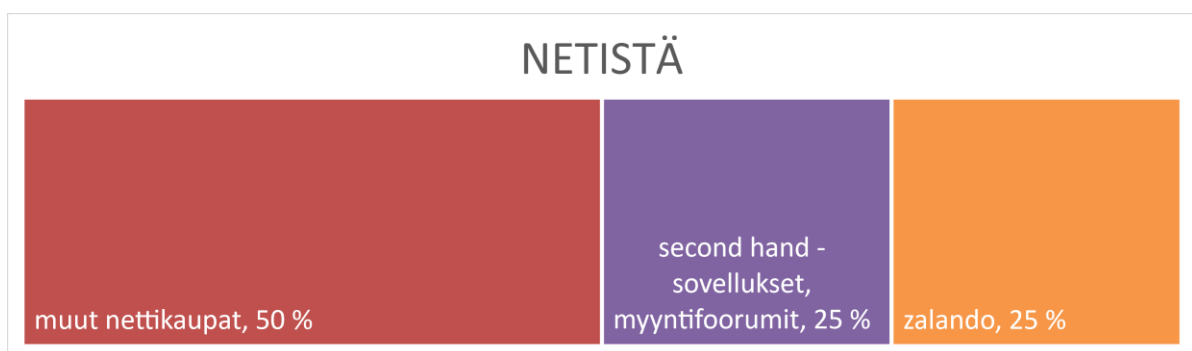 NETISTÄ
muut nettikaupat, 50 %
second hand -
sovellukset,
myyntifoorumit, 25 %
zalando, 25 %